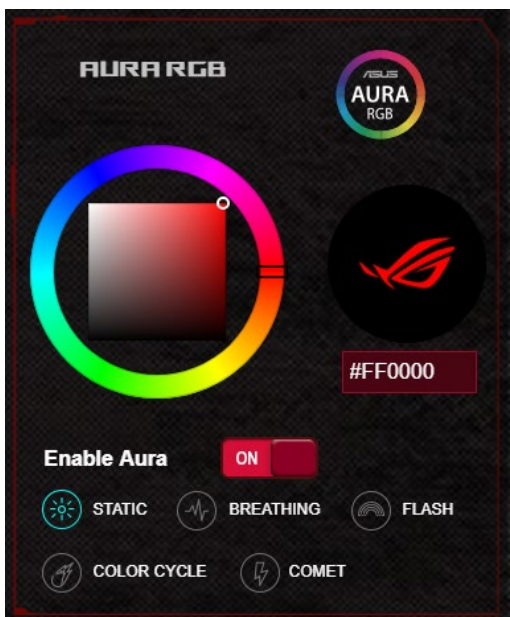 AURA RGB
ASUS
AURA
RGB
#FF0000
Enable Aura ON
STATIC BREATHING FLASH
COLOR CYCLE COMET